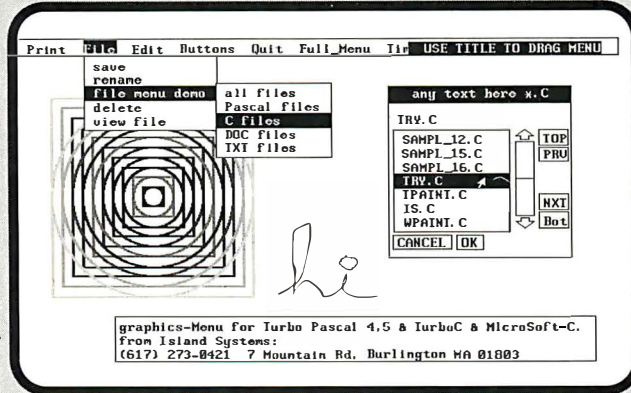 Print File Edit Buttons Quit Full_Menu Tir USE TITLE TO DRAG MENU
save
rename
file menu demo
delete
view file
all files
Pascal files
C files
DOC files
TXT files
any text here *.C
TRY.C
SAMPL_12.C
SAMPL_15.C
SAMPL_16.C
TRY.C
TPAINT.C
IS.C
WPAINT.C
TOP
PRV
NXT
Bot
CANCEL OK
hi
graphics-Menu for Turbo Pascal 4,5 & TurboC & MicroSoft-C.
from Island Systems:
(617) 273-0421 7 Mountain Rd, Burlington MA 01803